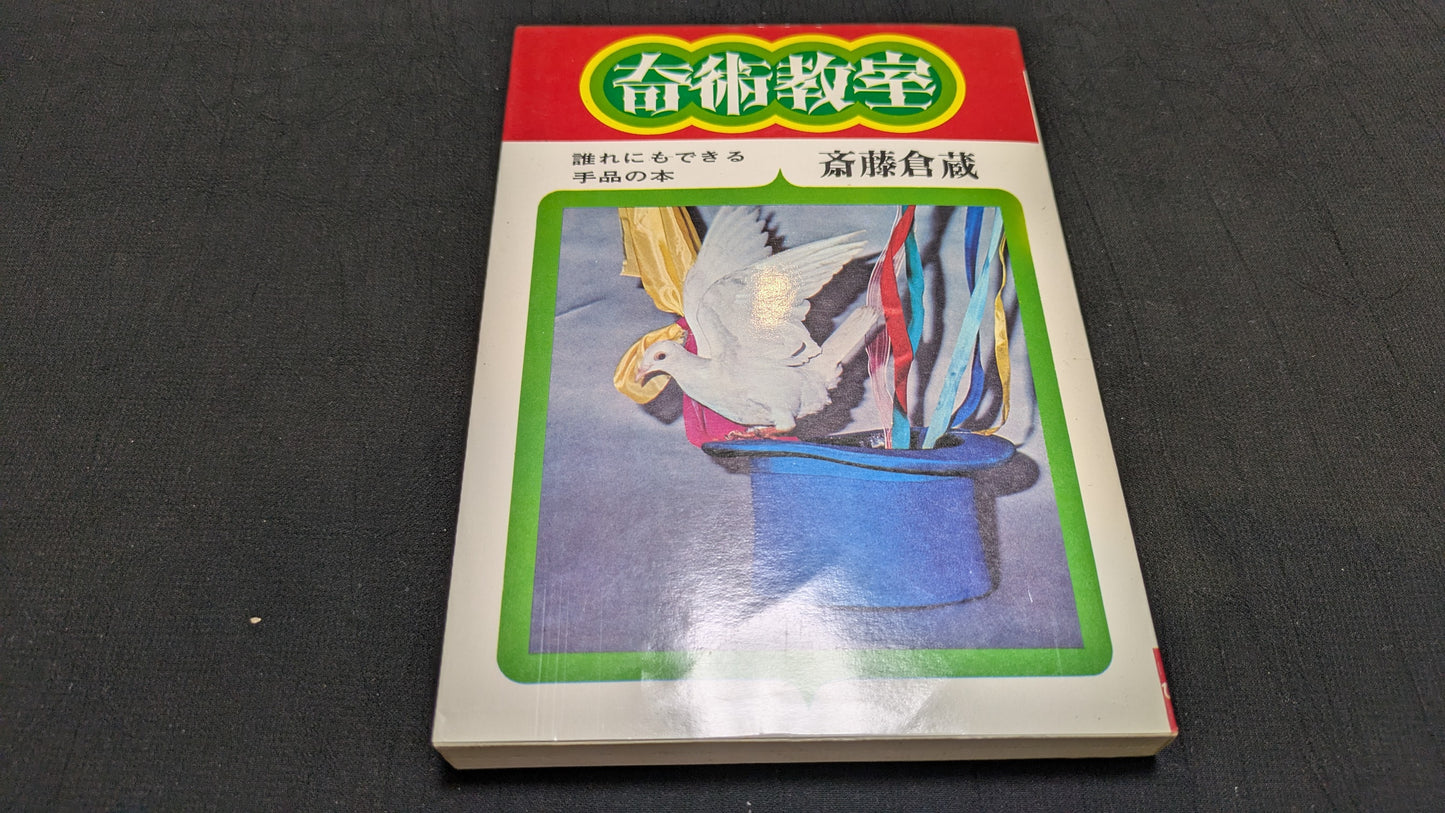 奇術教室
誰れにもできる
手品の本
斎藤倉蔵